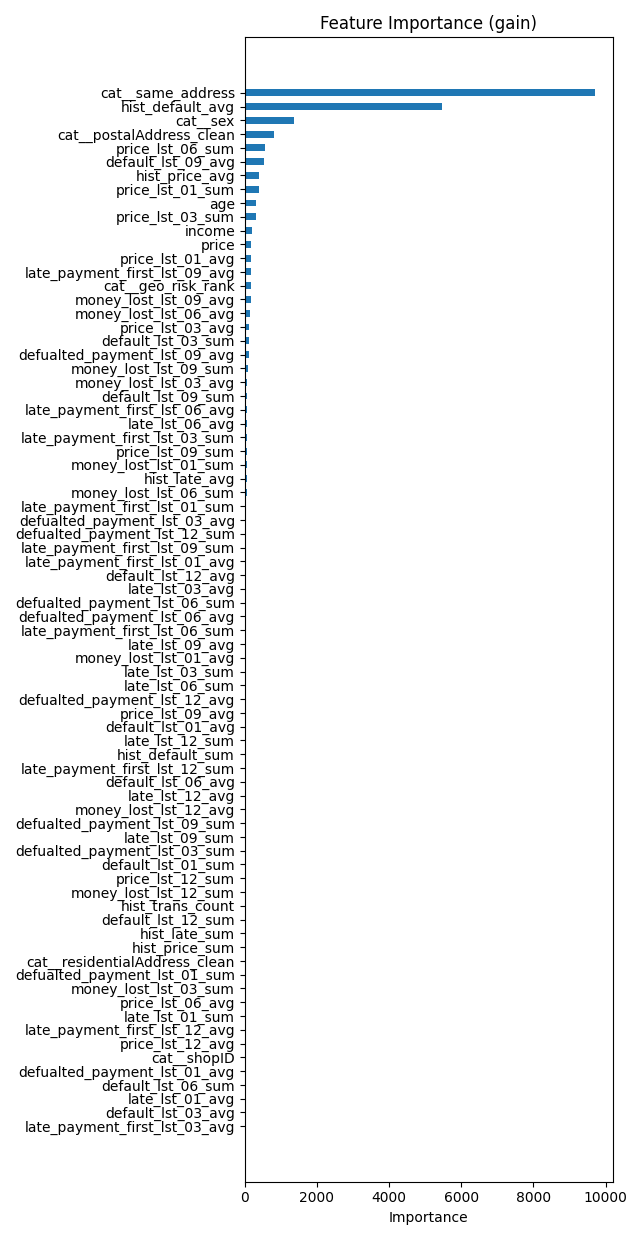 Feature Importance (gain)
cat__same_address
hist_default_avg
cat__sex
cat__postalAddress_clean
price_lst_06_sum
default_lst_09_avg
hist_price_avg
price_lst_01_sum
age
price_lst_03_sum
income
price
price_lst_01_avg
late_payment_first_lst_09_avg
cat__geo_risk_rank
money_lost_lst_09_avg
money_lost_lst_06_avg
price_lst_03_avg
default_lst_03_sum
defualted_payment_lst_09_avg
money_lost_lst_09_sum
money_lost_lst_03_avg
default_lst_09_sum
late_payment_first_lst_06_avg
late_lst_06_avg
late_payment_first_lst_03_sum
price_lst_09_sum
money_lost_lst_01_sum
hist_late_avg
money_lost_lst_06_sum
late_payment_first_lst_01_sum
defualted_payment_lst_03_avg
defualted_payment_lst_12_sum
late_payment_first_lst_09_sum
late_payment_first_lst_01_avg
default_lst_12_avg
late_lst_03_avg
defualted_payment_lst_06_sum
defualted_payment_lst_06_avg
late_payment_first_lst_06_sum
late_lst_09_avg
money_lost_lst_01_avg
late_lst_03_sum
late_lst_06_sum
defualted_payment_lst_12_avg
price_lst_09_avg
default_lst_01_avg
late_lst_12_sum
hist_default_sum
late_payment_first_lst_12_sum
default_lst_06_avg
late_lst_12_avg
money_lost_lst_12_avg
defualted_payment_lst_09_sum
late_lst_09_sum
defualted_payment_lst_03_sum
default_lst_01_sum
price_lst_12_sum
money_lost_lst_12_sum
hist_trans_count
default_lst_12_sum
hist_late_sum
hist_price_sum
cat__residentialAddress_clean
defualted_payment_lst_01_sum
money_lost_lst_03_sum
price_lst_06_avg
late_lst_01_sum
late_payment_first_lst_12_avg
price_lst_12_avg
cat__shopID
defualted_payment_lst_01_avg
default_lst_06_sum
late_lst_01_avg
default_lst_03_avg
late_payment_first_lst_03_avg
0 2000 4000 6000 8000 10000
Importance